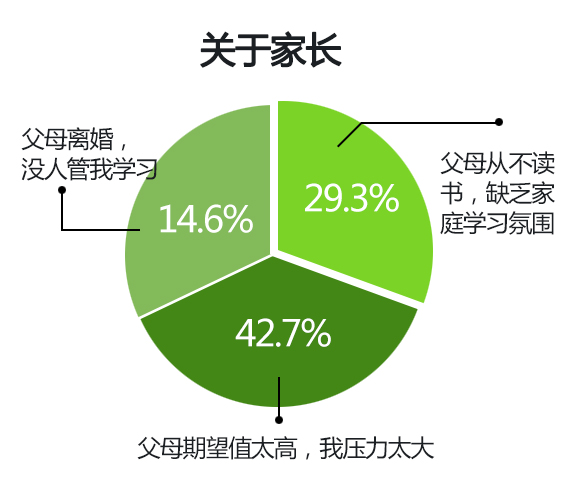 关于家长
父母离婚，
没人管我学习
父母从不读
书，缺乏家
庭学习氛围
14.6%
29.3%
42.7%
父母期望值太高，我压力太大